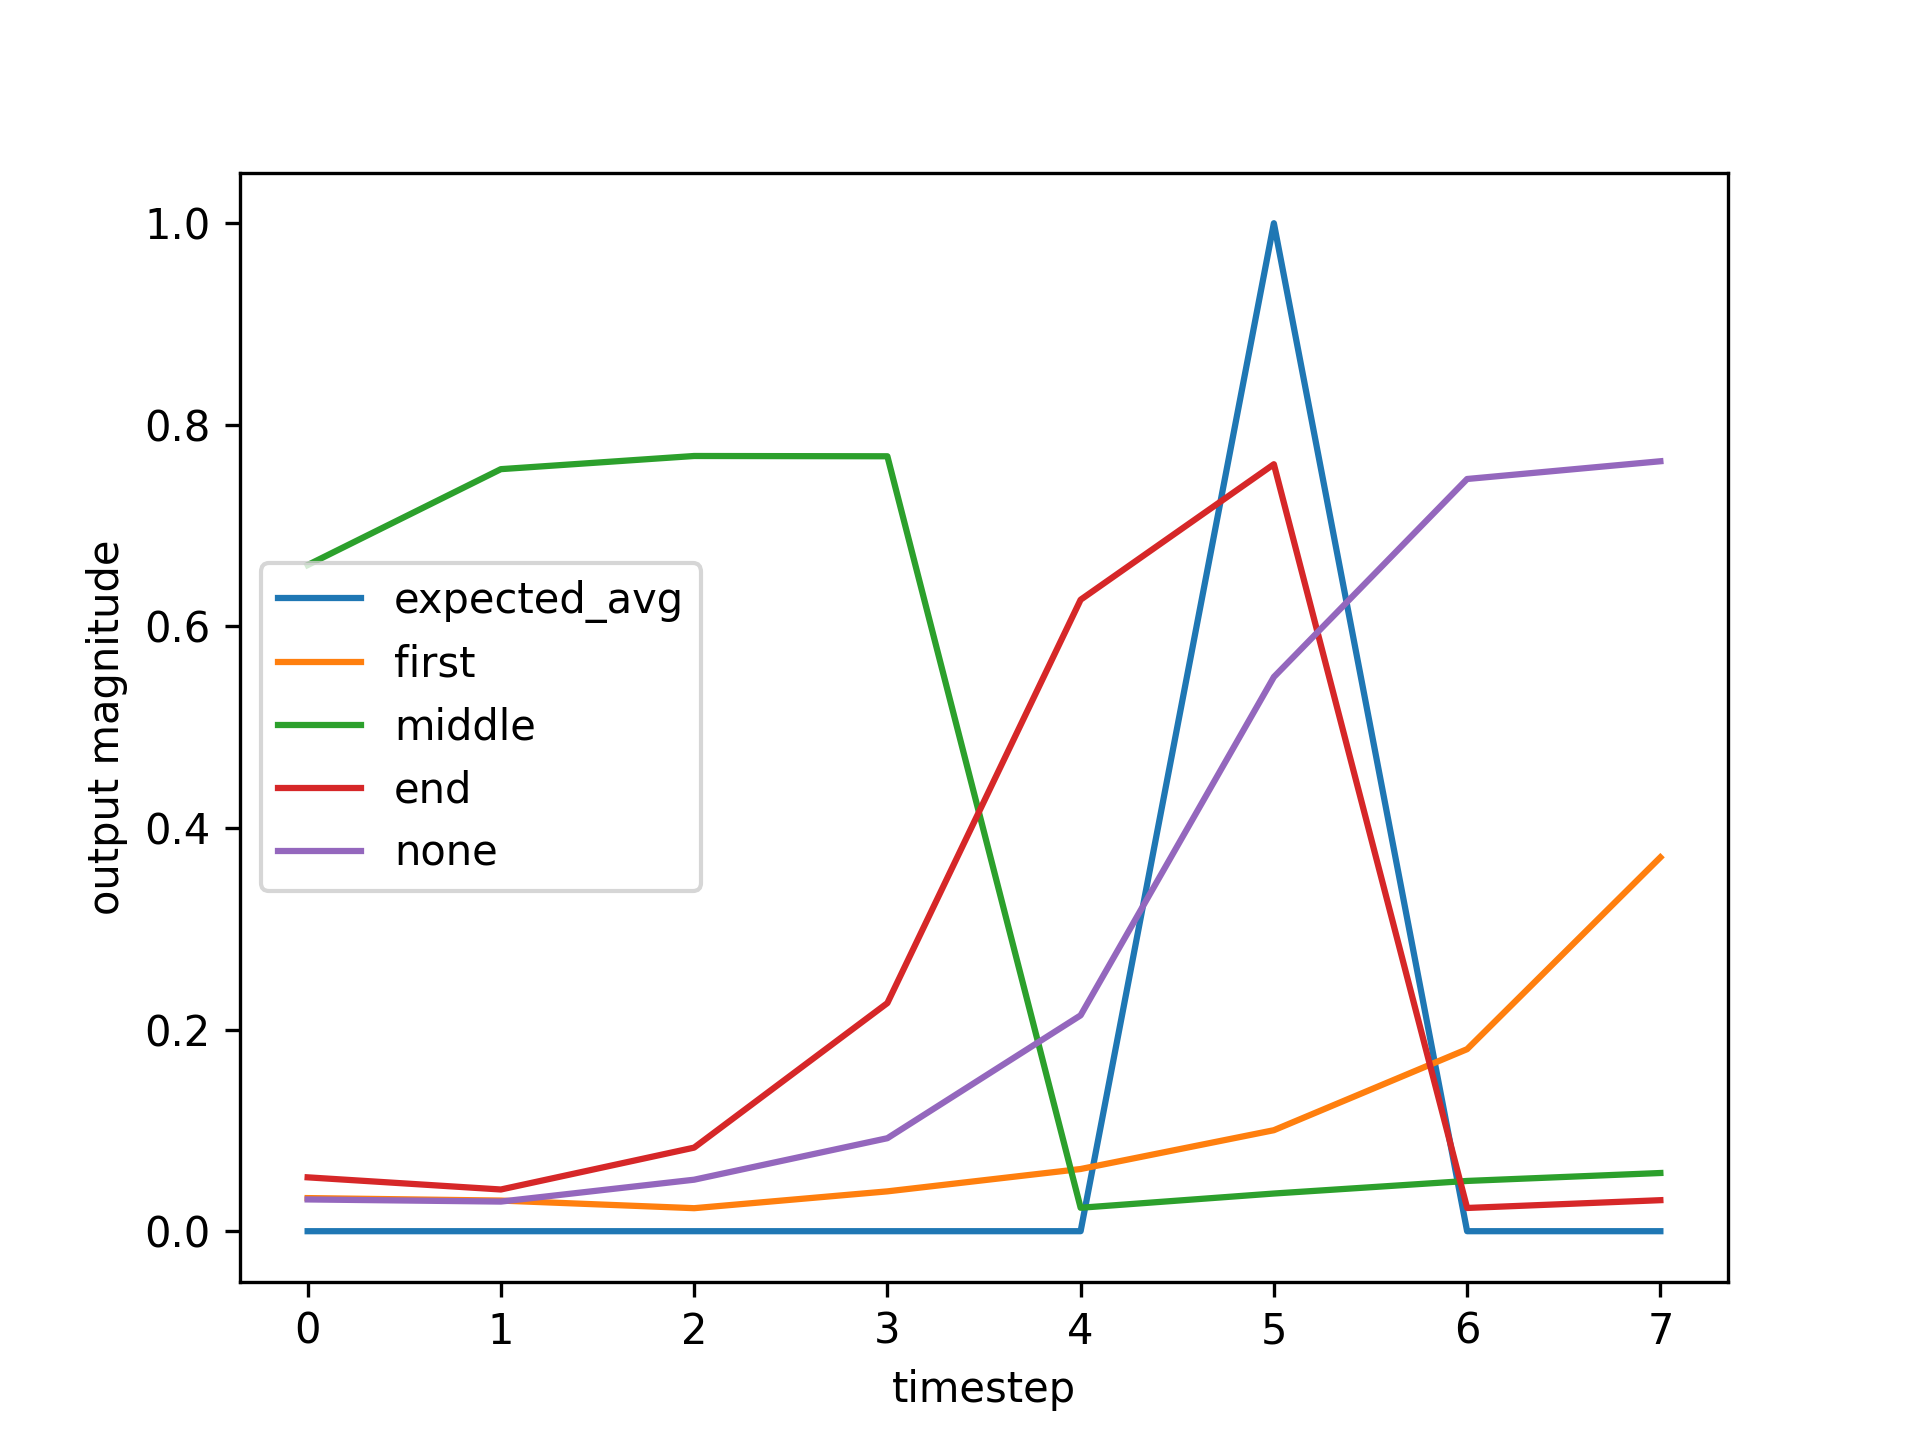 1.0
0.8
0.6
0.4
0.2
0.0
output magnitude
expected_avg
first
middle
end
none
0 1 2 3 4 5 6 7
timestep